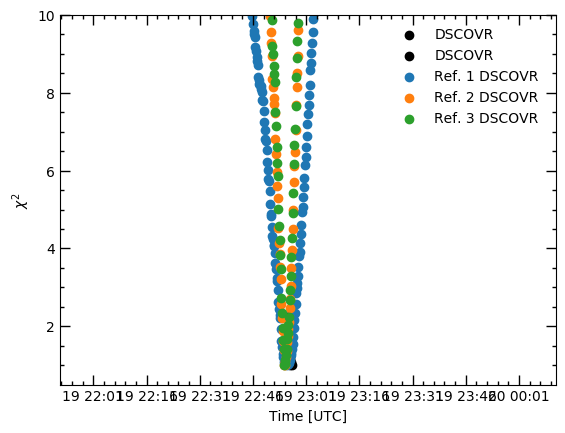 10
DSCOVR
DSCOVR
Ref. 1 DSCOVR
Ref. 2 DSCOVR
Ref. 3 DSCOVR
8
6
χ²
4
2
19 22:01 19 22:16 19 22:31 19 22:46 19 23:01 19 23:16 19 23:31 19 23:46 20 00:01
Time [UTC]